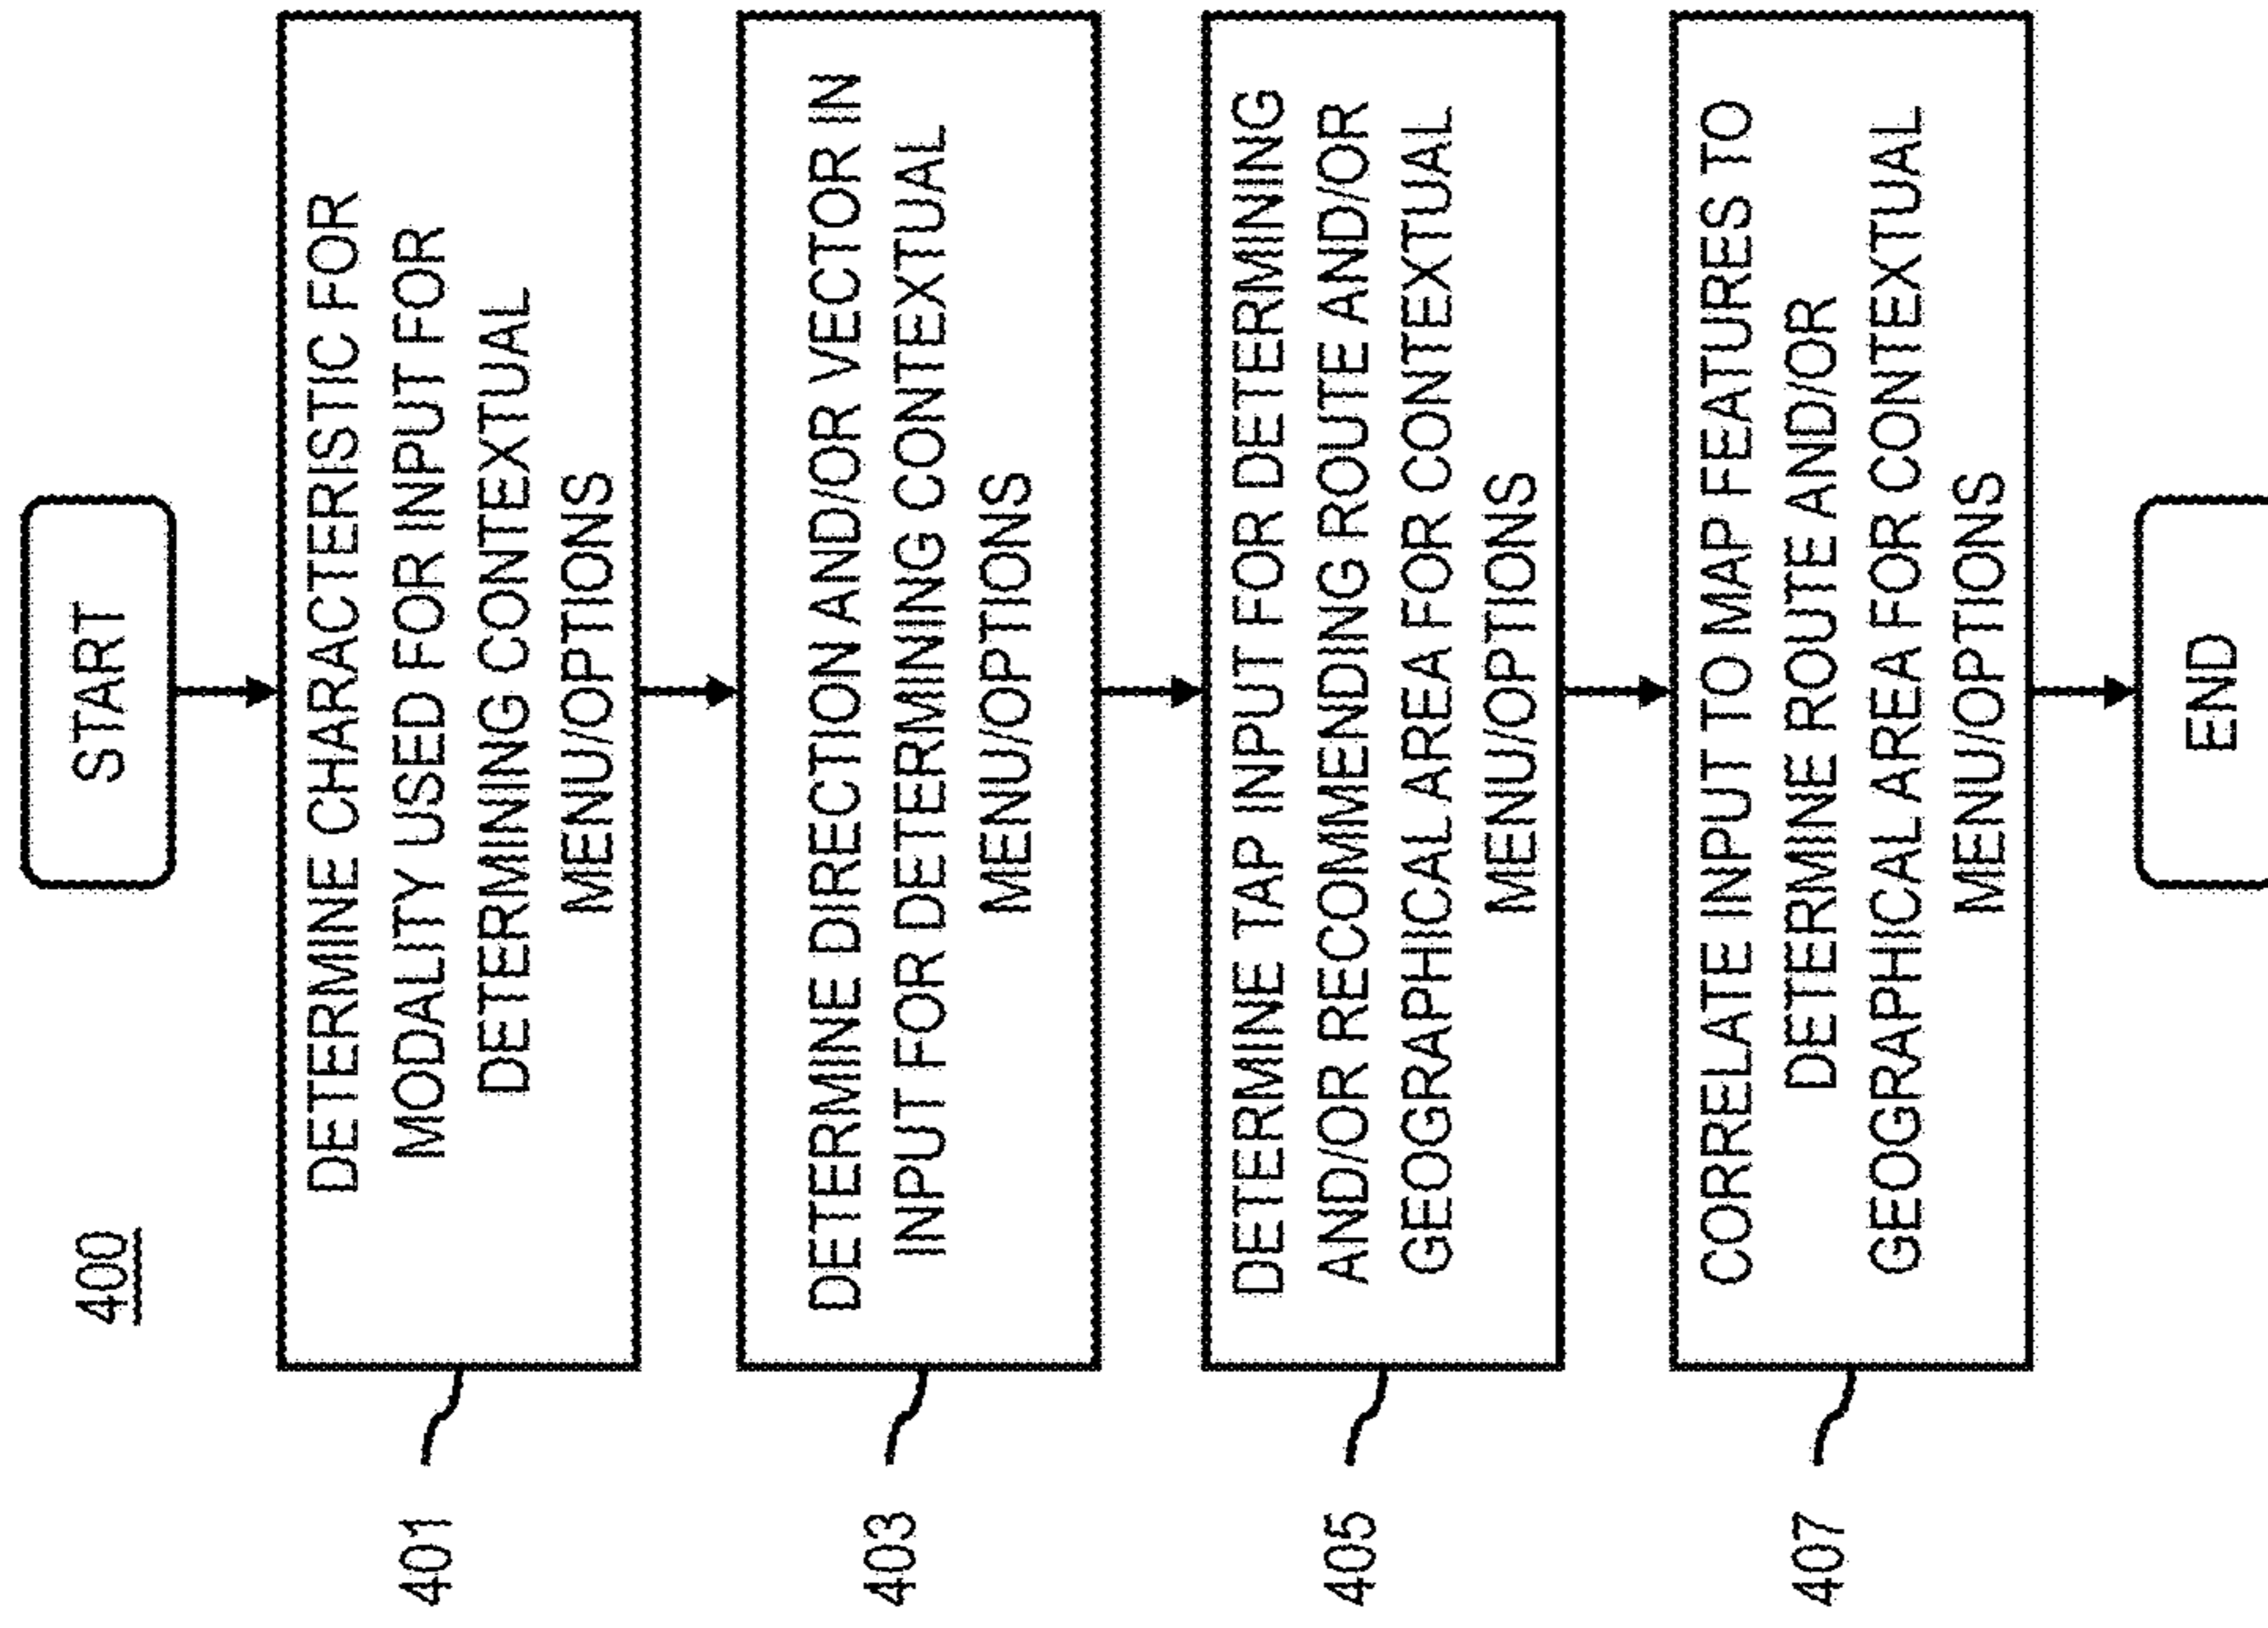 400
START
401
DETERMINE CHARACTERISTIC FOR
MODALITY USED FOR INPUT FOR
DETERMINING CONTEXTUAL
MENU/OPTIONS
403
DETERMINE DIRECTION AND/OR VECTOR IN
INPUT FOR DETERMINING CONTEXTUAL
MENU/OPTIONS
405
DETERMINE TAP INPUT FOR DETERMINING
AND/OR RECOMMENDING ROUTE AND/OR
GEOGRAPHICAL AREA FOR CONTEXTUAL
MENU/OPTIONS
407
CORRELATE INPUT TO MAP FEATURES TO
DETERMINE ROUTE AND/OR
GEOGRAPHICAL AREA FOR CONTEXTUAL
MENU/OPTIONS
END